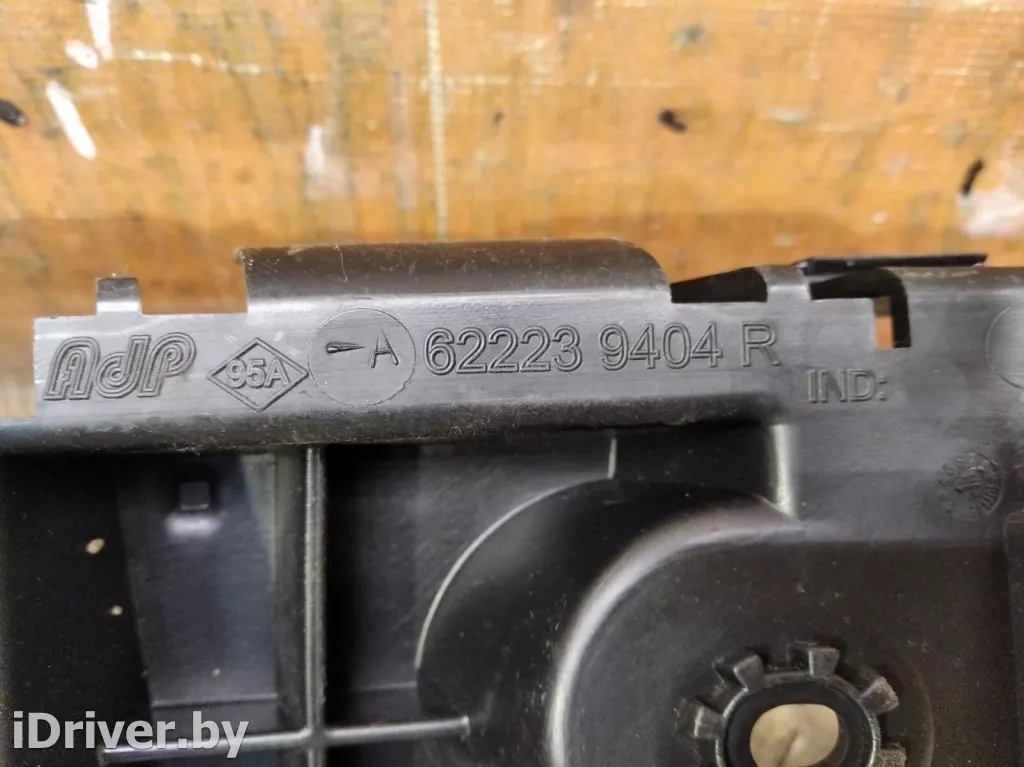 AdP 95A -A 62223 9404 R
IND:
iDriver.by